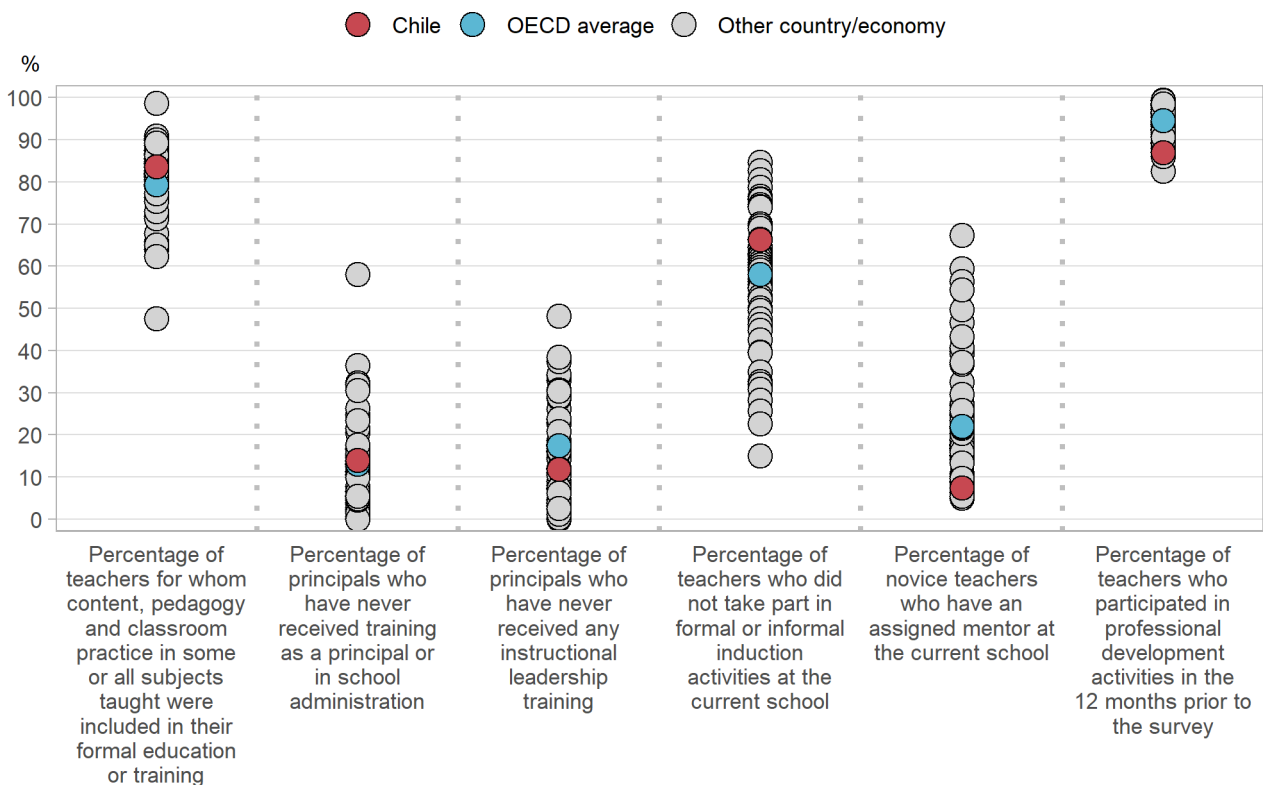 Chile OECD average Other country/economy
%
100
90
80
70
60
50
40
30
20
10
0
Percentage of
teachers for whom
content, pedagogy
and classroom
practice in some
or all subjects
taught were
included in their
formal education
or training
Percentage of
principals who
have never
received training
as a principal or
in school
administration
Percentage of
principals who
have never
received any
instructional
leadership
training
Percentage of
teachers who did
not take part in
formal or informal
induction
activities at the
current school
Percentage of
novice teachers
who have an
assigned mentor at
the current school
Percentage of
teachers who
participated in
professional
development
activities in the
12 months prior to
the survey